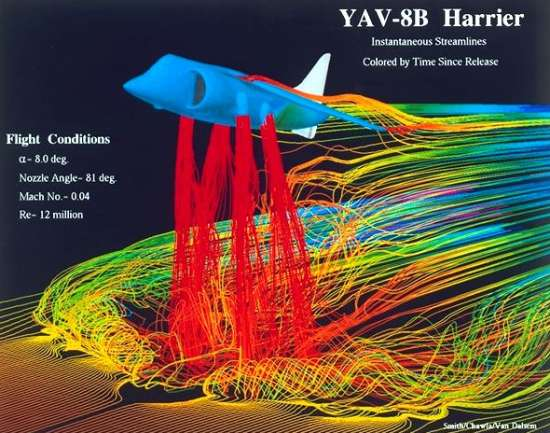 YAV-8B Harrier
Instantaneous Streamlines
Colored by Time Since Release
Flight Conditions
α- 8.0 deg.
Nozzle Angle- 81 deg.
Mach No.- 0.04
Re- 12 million
Smith/Chawla/Van Dalsem